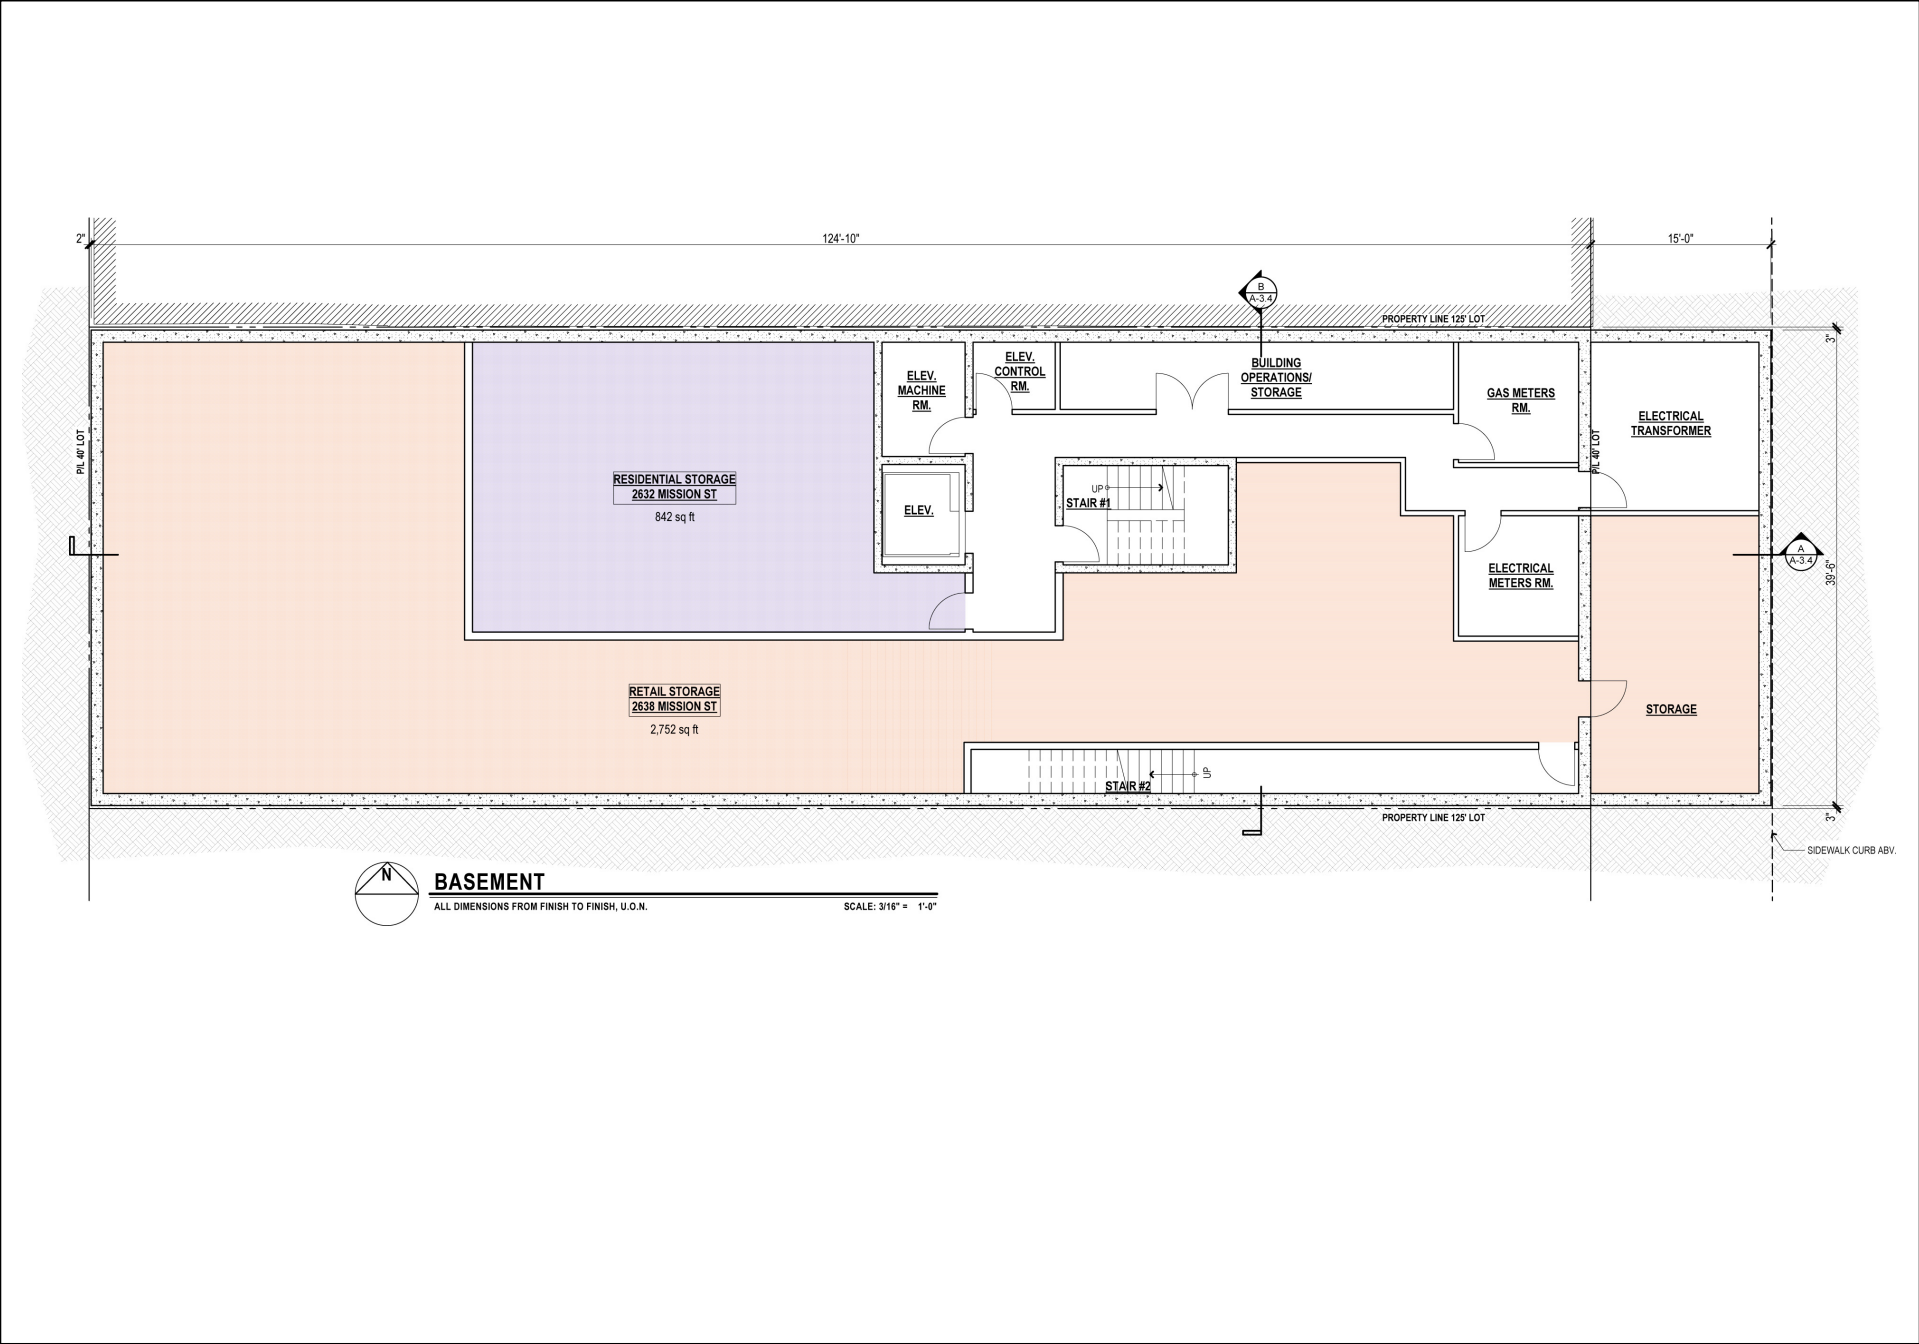 2"
124'-10"
15'-0"
B
A-3.4
PROPERTY LINE 125' LOT
3"
ELEV.
MACHINE
RM.
ELEV.
CONTROL
RM.
BUILDING
OPERATIONS/
STORAGE
GAS METERS
RM.
ELECTRICAL
TRANSFORMER
P/L 40' LOT
P/L 40' LOT
RESIDENTIAL STORAGE
2632 MISSION ST
842 sq ft
ELEV.
UP
STAIR #1
ELECTRICAL
METERS RM.
A
A-3.4
39'-6"
RETAIL STORAGE
2638 MISSION ST
2,752 sq ft
STORAGE
UP
STAIR #2
PROPERTY LINE 125' LOT
3"
SIDEWALK CURB ABV.
N
BASEMENT
ALL DIMENSIONS FROM FINISH TO FINISH, U.O.N.
SCALE: 3/16" = 1'-0"